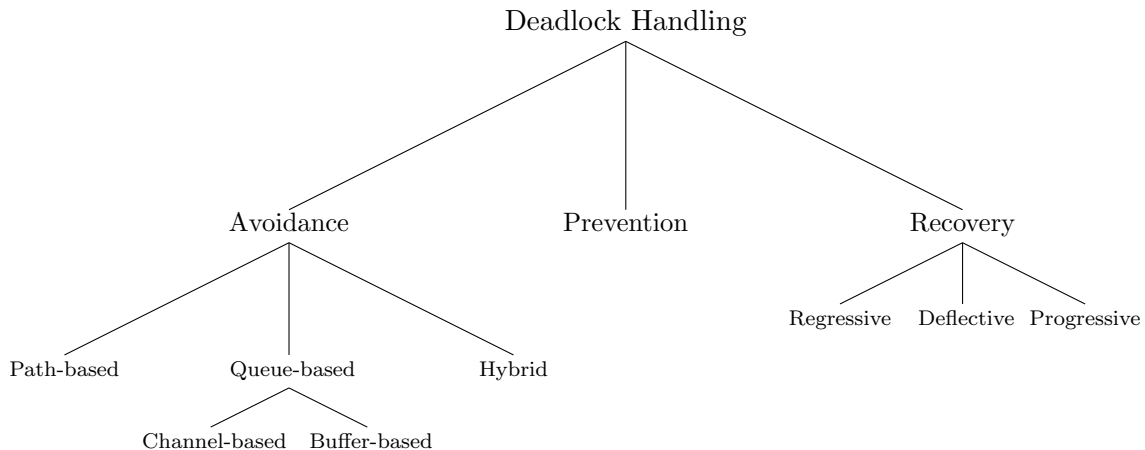 Deadlock Handling
Avoidance
Prevention
Recovery
Regressive
Deflective
Progressive
Path-based
Queue-based
Hybrid
Channel-based
Buffer-based